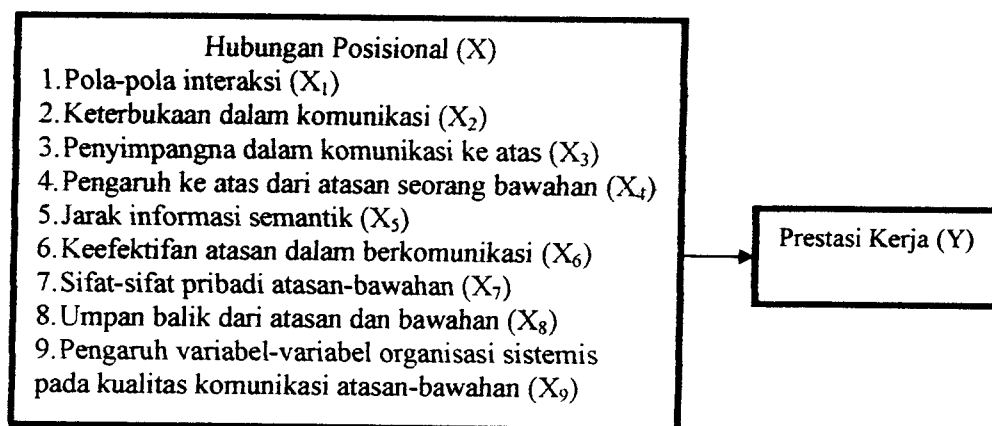 Hubungan Posisional (X)
1.Pola-pola interaksi (X₁)
2.Keterbukaan dalam komunikasi (X₂)
3.Penyimpangna dalam komunikasi ke atas (X₃)
4.Pengaruh ke atas dari atasan seorang bawahan (X₄)
5.Jarak informasi semantik (X₅)
6.Keefektifan atasan dalam berkomunikasi (X₆)
7.Sifat-sifat pribadi atasan-bawahan (X₇)
8.Umpan balik dari atasan dan bawahan (X₈)
9.Pengaruh variabel-variabel organisasi sistemis
pada kualitas komunikasi atasan-bawahan (X₉)
Prestasi Kerja (Y)